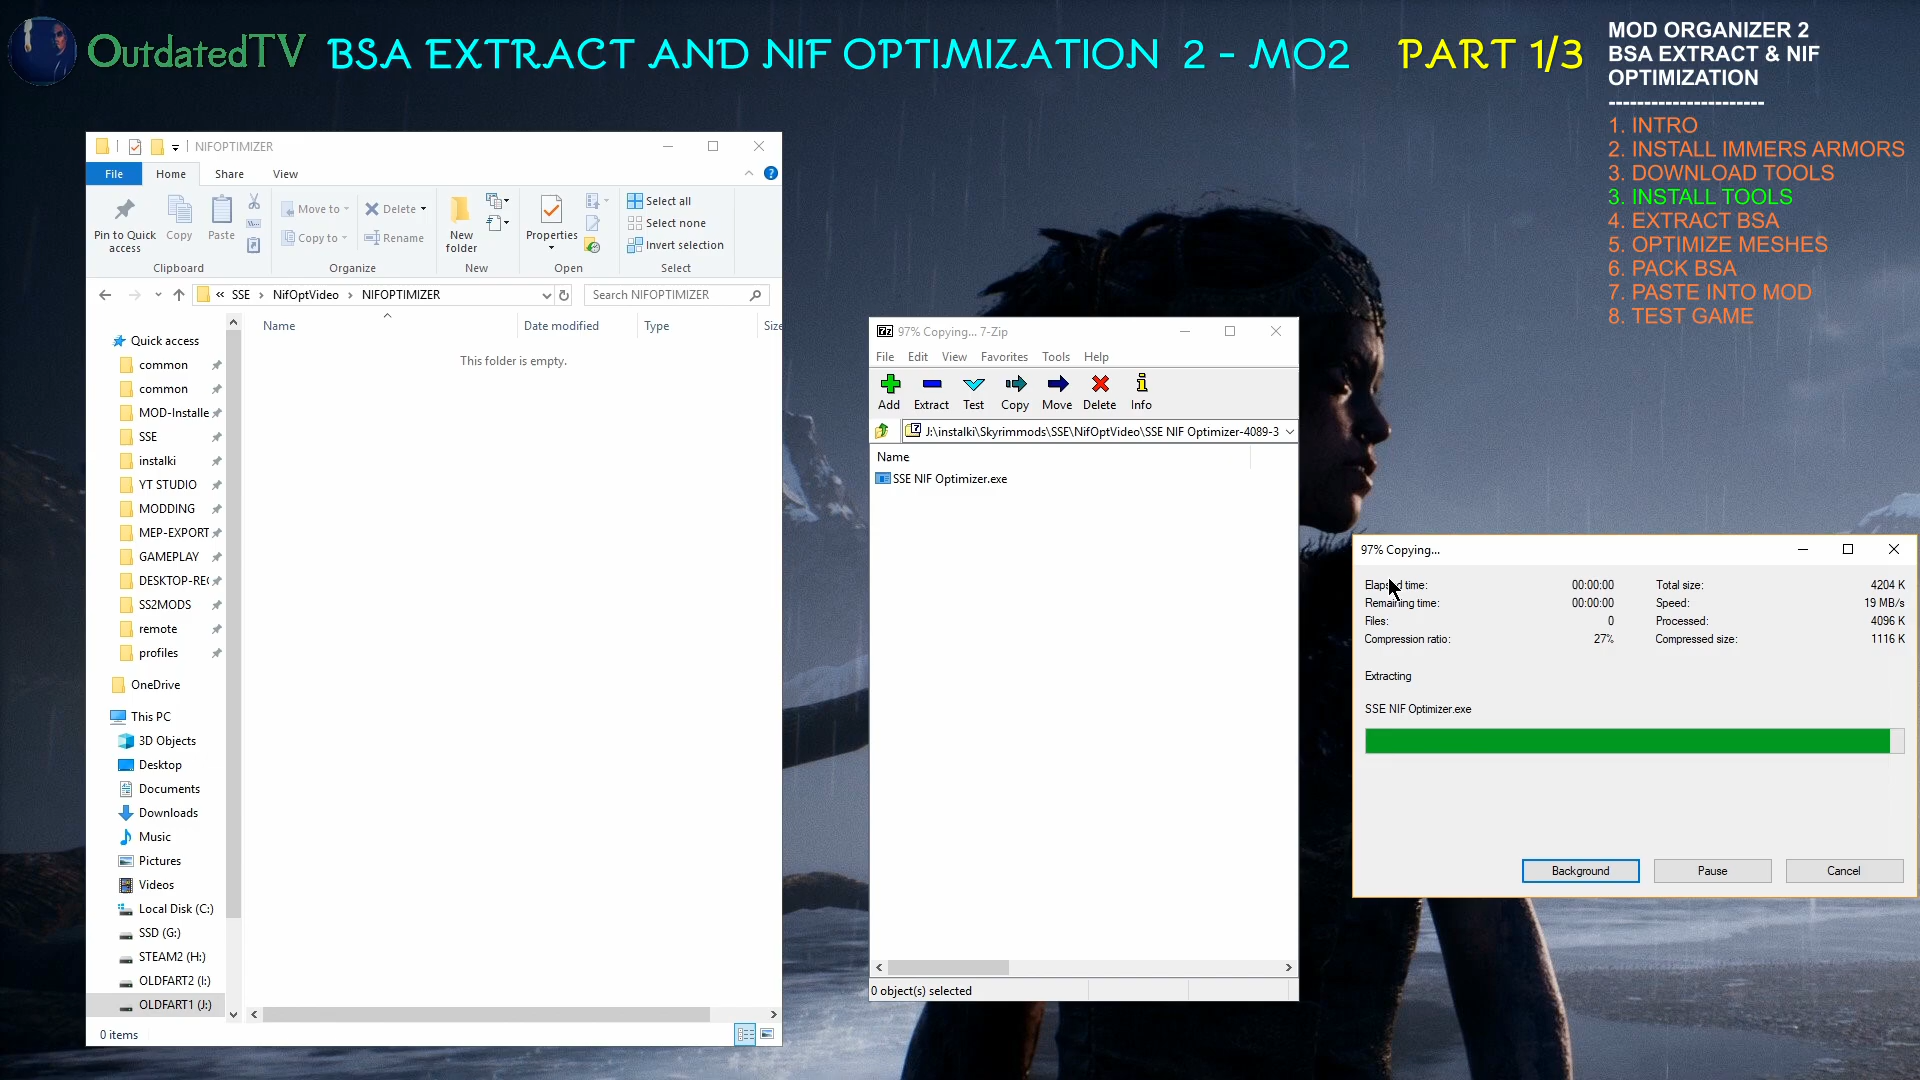 OutdatedTV
BSA EXTRACT AND NIF OPTIMIZATION 2 - MO2
PART 1/3
MOD ORGANIZER 2
BSA EXTRACT & NIF
OPTIMIZATION
----------------------
1. INTRO
2. INSTALL IMMERS ARMORS
3. DOWNLOAD TOOLS
3. INSTALL TOOLS
4. EXTRACT BSA
5. OPTIMIZE MESHES
6. PACK BSA
7. PASTE INTO MOD
8. TEST GAME
NIFOPTIMIZER
File Home Share View
Pin to Quick access
Copy
Paste
Clipboard
Move to
Copy to
Delete
Rename
Organize
New folder
New
Properties
Open
Select all
Select none
Invert selection
Select
« SSE > NifOptVideo > NIFOPTIMIZER
Search NIFOPTIMIZER
Name Date modified Type Size
This folder is empty.
Quick access
common
common
MOD-Installe
SSE
instalki
YT STUDIO
MODDING
MEP-EXPORT
GAMEPLAY
DESKTOP-REC
SS2MODS
remote
profiles
OneDrive
This PC
3D Objects
Desktop
Documents
Downloads
Music
Pictures
Videos
Local Disk (C:)
SSD (G:)
STEAM2 (H:)
OLDFART2 (I:)
OLDFART1 (J:)
0 items
97% Copying... 7-Zip
File Edit View Favorites Tools Help
Add Extract Test Copy Move Delete Info
J:\instalki\Skyrimmods\SSE\NifOptVideo\SSE NIF Optimizer-4089-3
Name
SSE NIF Optimizer.exe
0 object(s) selected
97% Copying...
Elapsed time: 00:00:00 Total size: 4204 K
Remaining time: 00:00:00 Speed: 19 MB/s
Files: 0 Processed: 4096 K
Compression ratio: 27% Compressed size: 1116 K
Extracting
SSE NIF Optimizer.exe
Background Pause Cancel